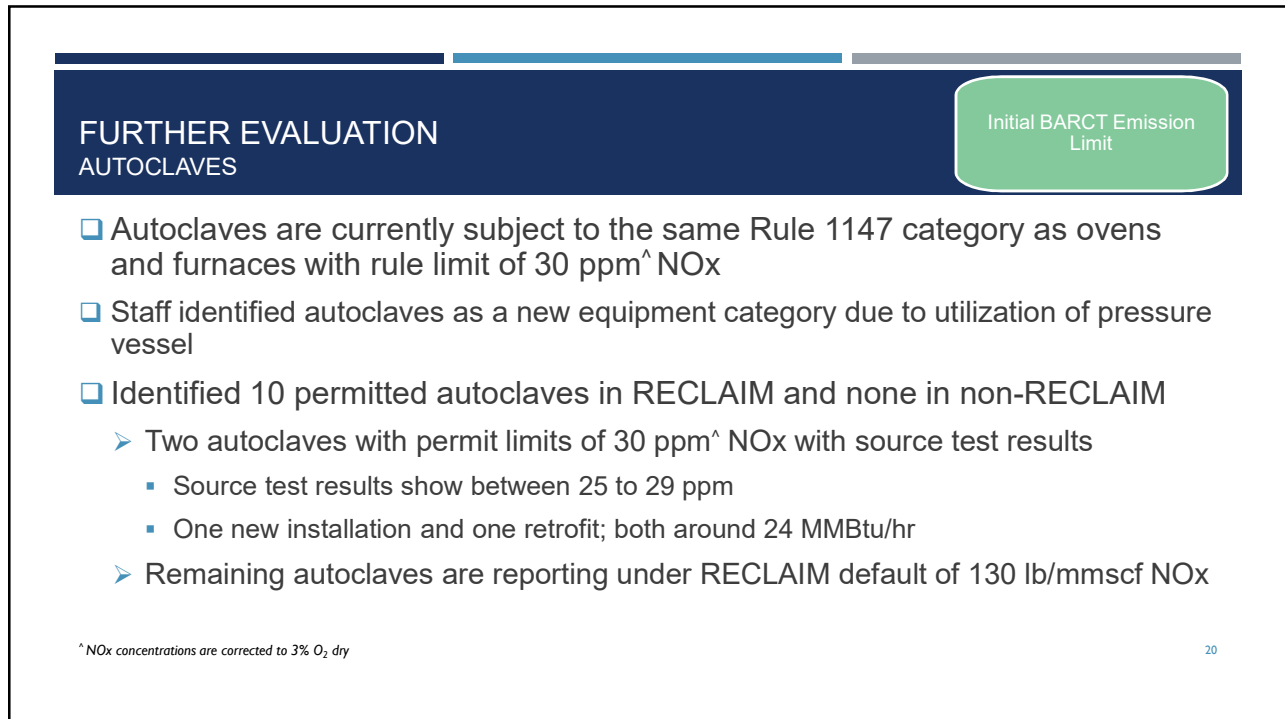 FURTHER EVALUATION
AUTOCLAVES
Initial BARCT Emission
Limit
❑ Autoclaves are currently subject to the same Rule 1147 category as ovens
and furnaces with rule limit of 30 ppm^ NOx
❑ Staff identified autoclaves as a new equipment category due to utilization of pressure
vessel
❑ Identified 10 permitted autoclaves in RECLAIM and none in non-RECLAIM
➢ Two autoclaves with permit limits of 30 ppm^ NOx with source test results
▪ Source test results show between 25 to 29 ppm
▪ One new installation and one retrofit; both around 24 MMBtu/hr
➢ Remaining autoclaves are reporting under RECLAIM default of 130 lb/mmscf NOx
^ NOx concentrations are corrected to 3% O₂ dry
20